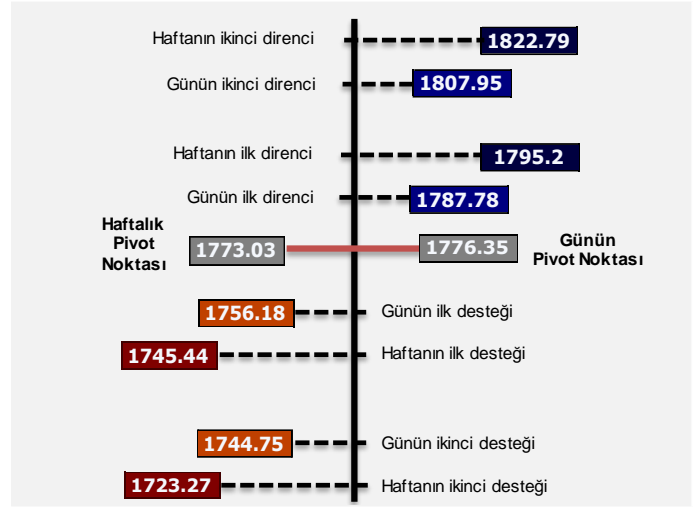 Haftanın ikinci direnci 1822.79
Günün ikinci direnci 1807.95
Haftanın ilk direnci 1795.2
Günün ilk direnci 1787.78
Haftalık
Pivot
Noktası
1773.03
1776.35
Günün
Pivot Noktası
1756.18 Günün ilk desteği
1745.44 Haftanın ilk desteği
1744.75 Günün ikinci desteği
1723.27 Haftanın ikinci desteği